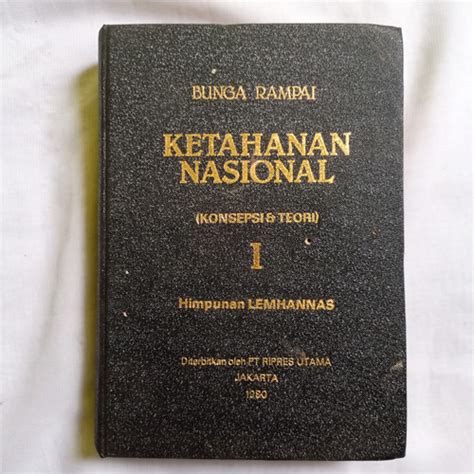 BUNGA RAMPAI
KETAHANAN
NASIONAL
(KONSEPSI & TEORI)
I
Himpunan LEMHANNAS
Diterbitkan oleh PT RIPRES UTAMA
JAKARTA
1980